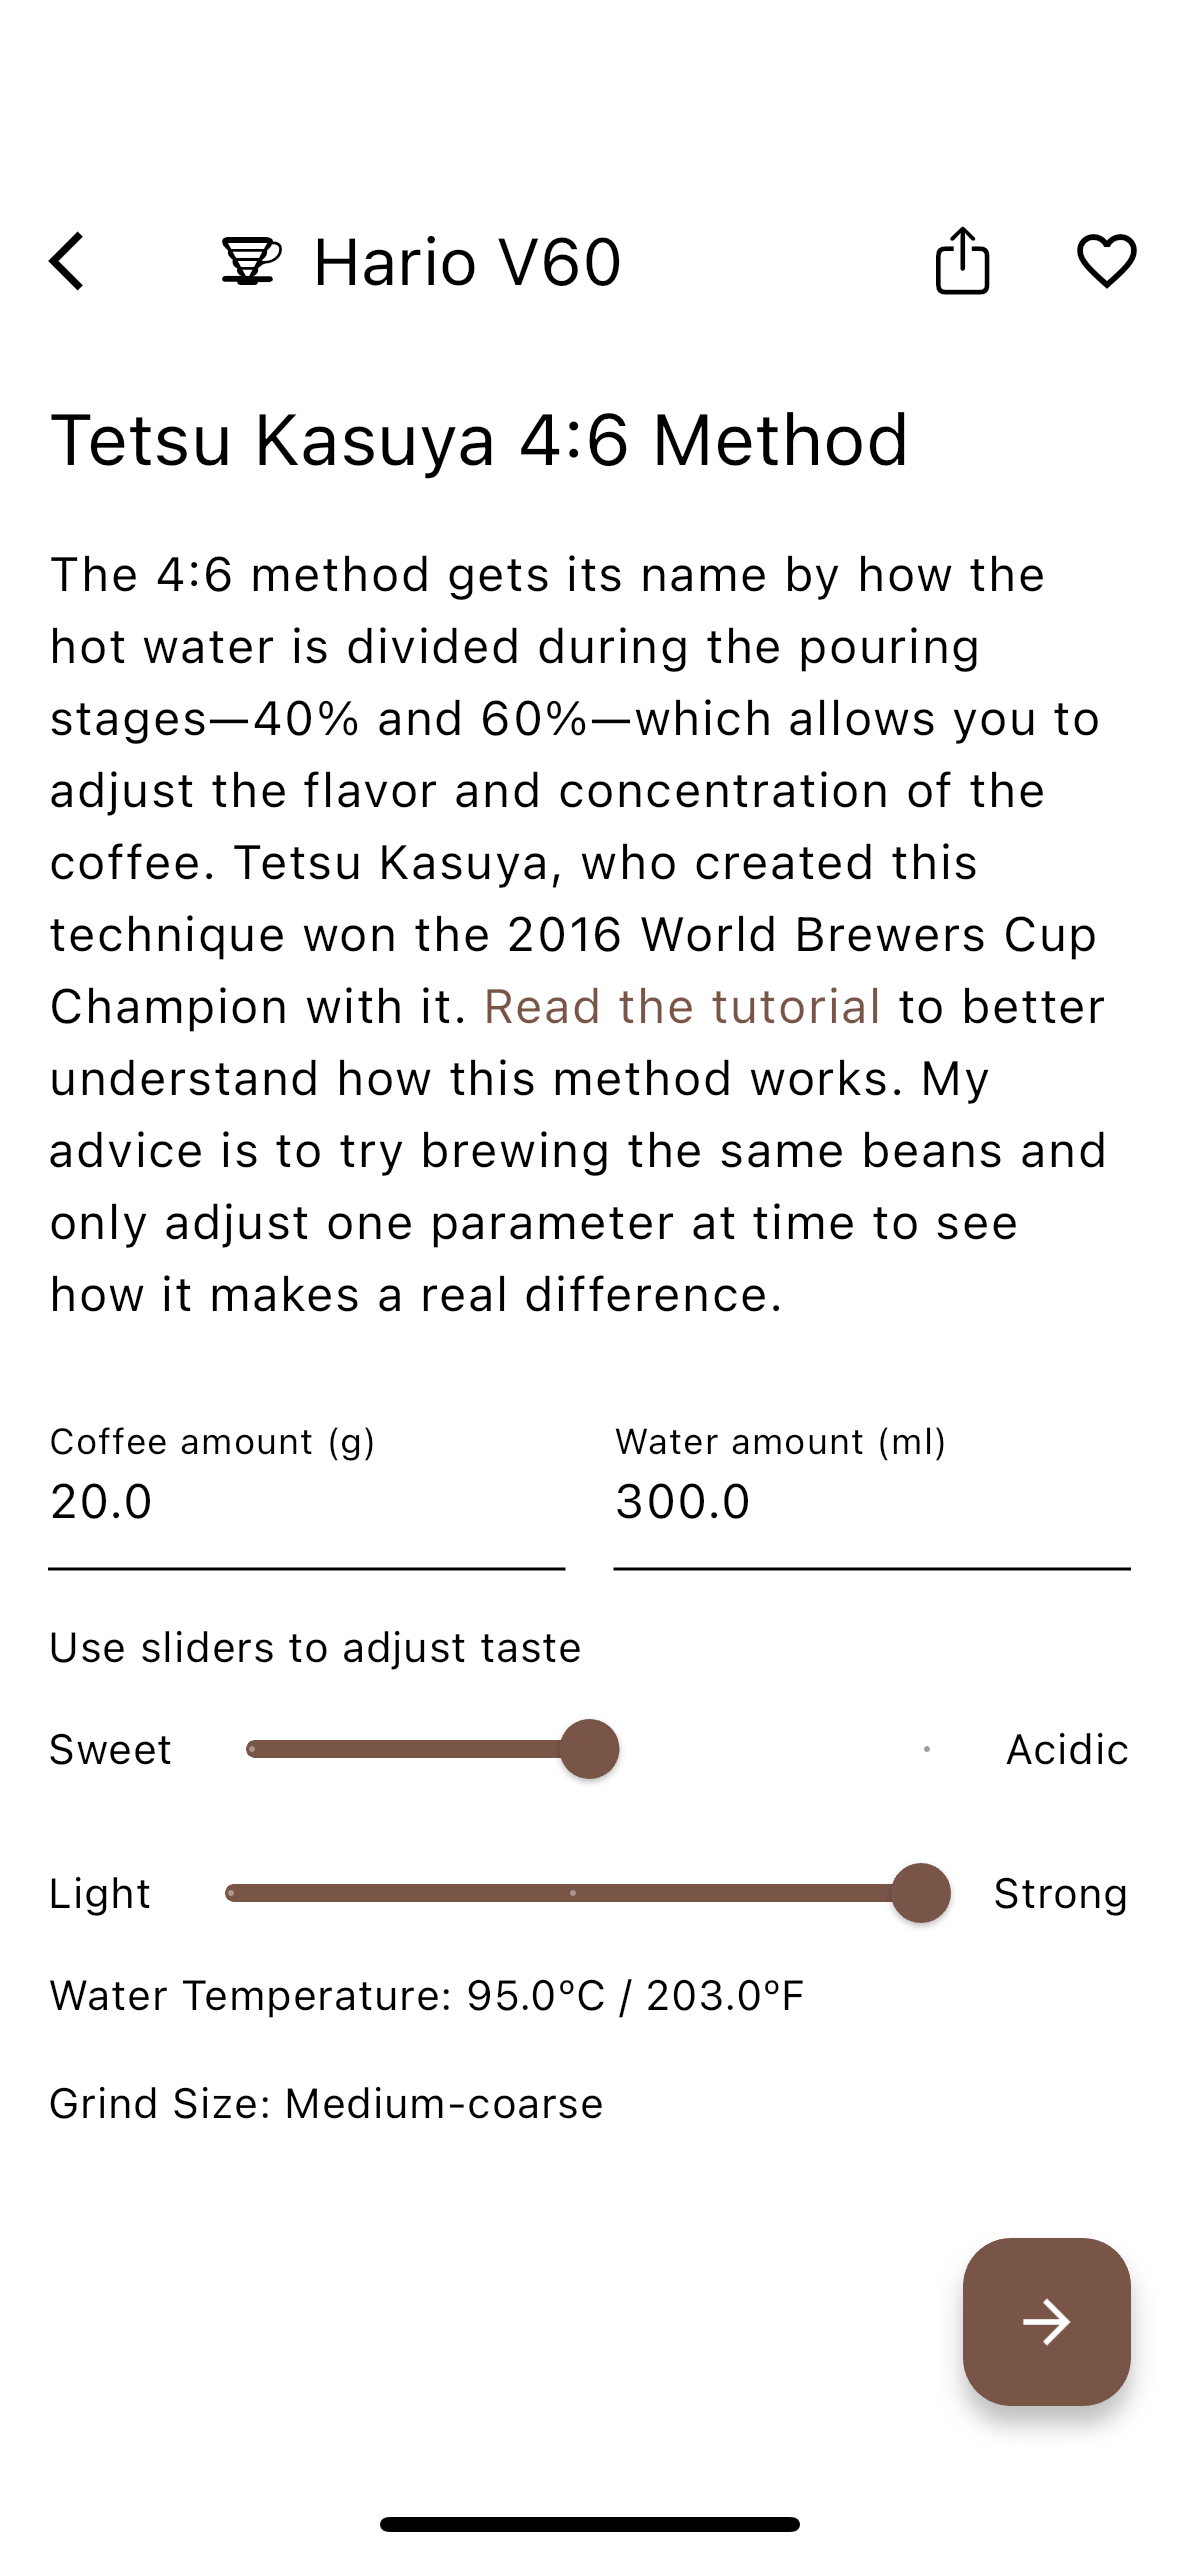 Hario V60
Tetsu Kasuya 4:6 Method
The 4:6 method gets its name by how the
hot water is divided during the pouring
stages—40% and 60%—which allows you to
adjust the flavor and concentration of the
coffee. Tetsu Kasuya, who created this
technique won the 2016 World Brewers Cup
Champion with it. Read the tutorial to better
understand how this method works. My
advice is to try brewing the same beans and
only adjust one parameter at time to see
how it makes a real difference.
Coffee amount (g) Water amount (ml)
20.0 300.0
Use sliders to adjust taste
Sweet Acidic
Light Strong
Water Temperature: 95.0ºC / 203.0ºF
Grind Size: Medium-coarse